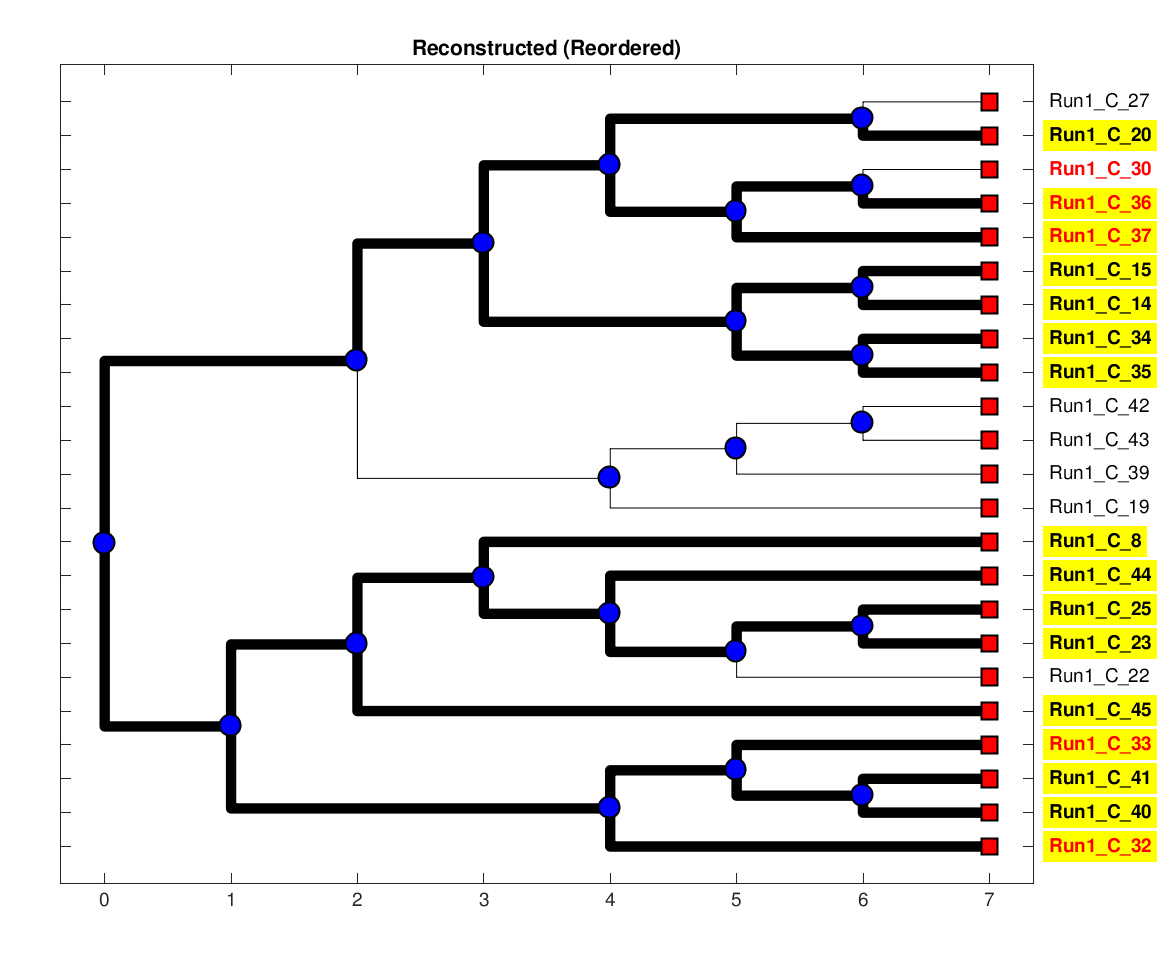 Reconstructed (Reordered)
Run1_C_27
Run1_C_20
Run1_C_30
Run1_C_36
Run1_C_37
Run1_C_15
Run1_C_14
Run1_C_34
Run1_C_35
Run1_C_42
Run1_C_43
Run1_C_39
Run1_C_19
Run1_C_8
Run1_C_44
Run1_C_25
Run1_C_23
Run1_C_22
Run1_C_45
Run1_C_33
Run1_C_41
Run1_C_40
Run1_C_32
0 1 2 3 4 5 6 7